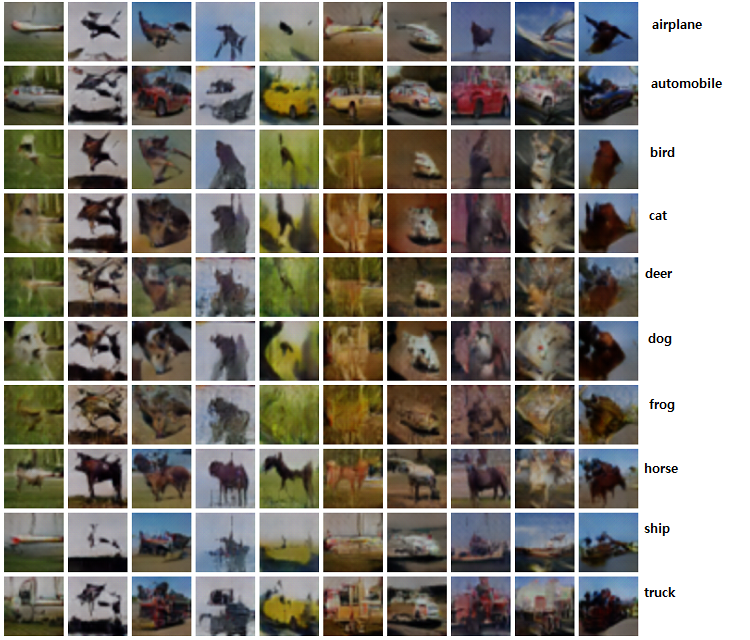 airplane
automobile
bird
cat
deer
dog
frog
horse
ship
truck